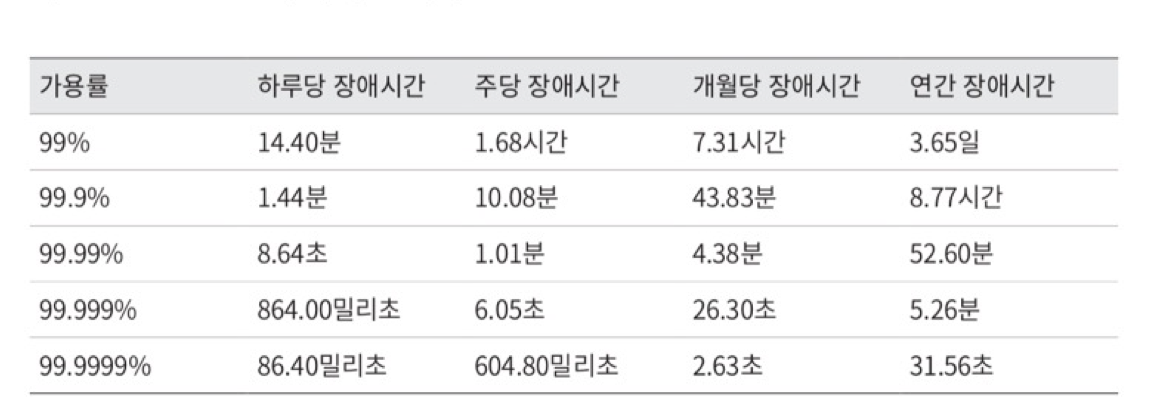 가용률 하루당 장애시간 주당 장애시간 개월당 장애시간 연간 장애시간
99% 14.40분 1.68시간 7.31시간 3.65일
99.9% 1.44분 10.08분 43.83분 8.77시간
99.99% 8.64초 1.01분 4.38분 52.60분
99.999% 864.00밀리초 6.05초 26.30초 5.26분
99.9999% 86.40밀리초 604.80밀리초 2.63초 31.56초